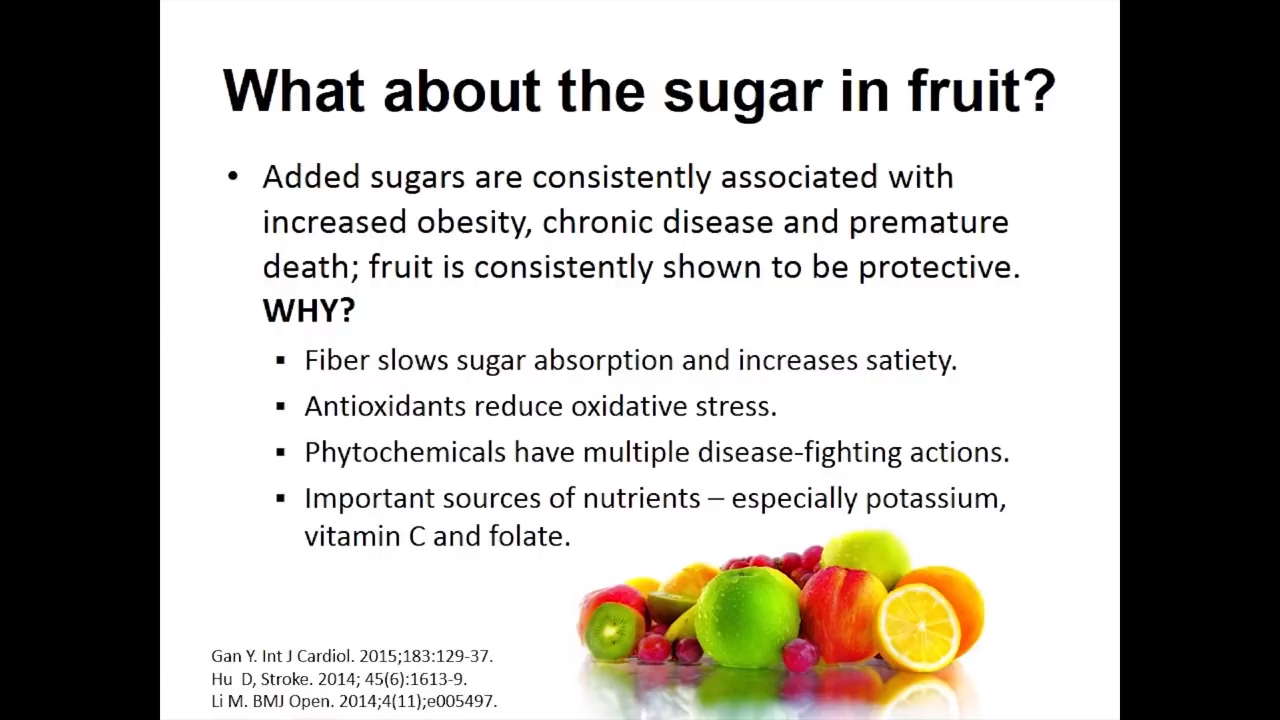 What about the sugar in fruit?
• Added sugars are consistently associated with
increased obesity, chronic disease and premature
death; fruit is consistently shown to be protective.
WHY?
▪ Fiber slows sugar absorption and increases satiety.
▪ Antioxidants reduce oxidative stress.
▪ Phytochemicals have multiple disease-fighting actions.
▪ Important sources of nutrients – especially potassium,
vitamin C and folate.
Gan Y. Int J Cardiol. 2015;183:129-37.
Hu D, Stroke. 2014; 45(6):1613-9.
Li M. BMJ Open. 2014;4(11);e005497.